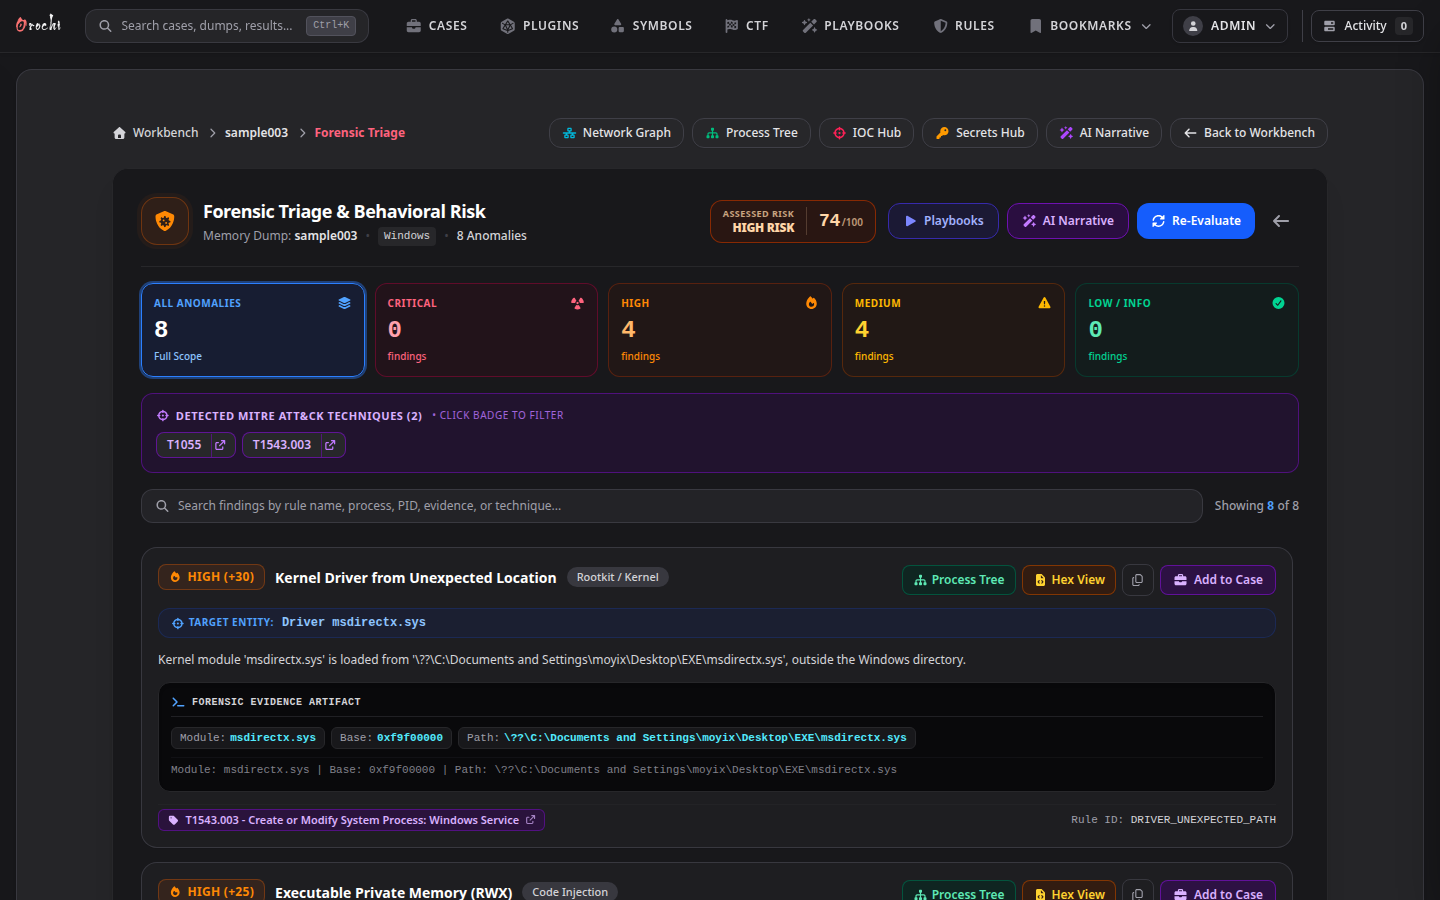 Orochi
Search cases, dumps, results... Ctrl+K
CASES
PLUGINS
SYMBOLS
CTF
PLAYBOOKS
RULES
BOOKMARKS
ADMIN
Activity 0
Workbench > sample003 > Forensic Triage
Network Graph
Process Tree
IOC Hub
Secrets Hub
AI Narrative
Back to Workbench
Forensic Triage & Behavioral Risk
Memory Dump: sample003 • Windows • 8 Anomalies
ASSESSED RISK
HIGH RISK
74/100
Playbooks
AI Narrative
Re-Evaluate
ALL ANOMALIES
8
Full Scope
CRITICAL
0
findings
HIGH
4
findings
MEDIUM
4
findings
LOW / INFO
0
findings
DETECTED MITRE ATT&CK TECHNIQUES (2) • CLICK BADGE TO FILTER
T1055
T1543.003
Search findings by rule name, process, PID, evidence, or technique...
Showing 8 of 8
HIGH (+30) Kernel Driver from Unexpected Location Rootkit / Kernel
Process Tree
Hex View
Add to Case
TARGET ENTITY: Driver msdirectx.sys
Kernel module 'msdirectx.sys' is loaded from '\??\C:\Documents and Settings\moyix\Desktop\EXE\msdirectx.sys', outside the Windows directory.
FORENSIC EVIDENCE ARTIFACT
Module: msdirectx.sys
Base: 0xf9f00000
Path: \??\C:\Documents and Settings\moyix\Desktop\EXE\msdirectx.sys
Module: msdirectx.sys | Base: 0xf9f00000 | Path: \??\C:\Documents and Settings\moyix\Desktop\EXE\msdirectx.sys
T1543.003 - Create or Modify System Process: Windows Service
Rule ID: DRIVER_UNEXPECTED_PATH
HIGH (+25) Executable Private Memory (RWX) Code Injection
Process Tree
Hex View
Add to Case